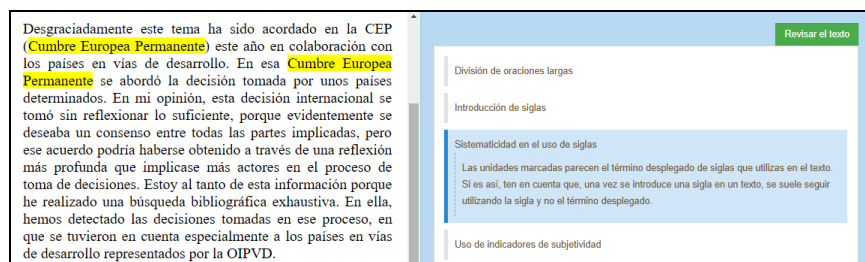 Desgraciadamente este tema ha sido acordado en la CEP
(Cumbre Europea Permanente) este año en colaboración con
los países en vías de desarrollo. En esa Cumbre Europea
Permanente se abordó la decisión tomada por unos países
determinados. En mi opinión, esta decisión internacional se
tomó sin reflexionar lo suficiente, porque evidentemente se
deseaba un consenso entre todas las partes implicadas, pero
ese acuerdo podría haberse obtenido a través de una reflexión
más profunda que implicase más actores en el proceso de
toma de decisiones. Estoy al tanto de esta información porque
he realizado una búsqueda bibliográfica exhaustiva. En ella,
hemos detectado las decisiones tomadas en ese proceso, en
que se tuvieron en cuenta especialmente a los países en vías
de desarrollo representados por la OIPVD.
Revisar el texto
División de oraciones largas
Introducción de siglas
Sistematicidad en el uso de siglas
Las unidades marcadas parecen el término desplegado de siglas que utilizas en el texto.
Si es así, ten en cuenta que, una vez se introduce una sigla en un texto, se suele seguir
utilizando la sigla y no el término desplegado.
Uso de indicadores de subjetividad